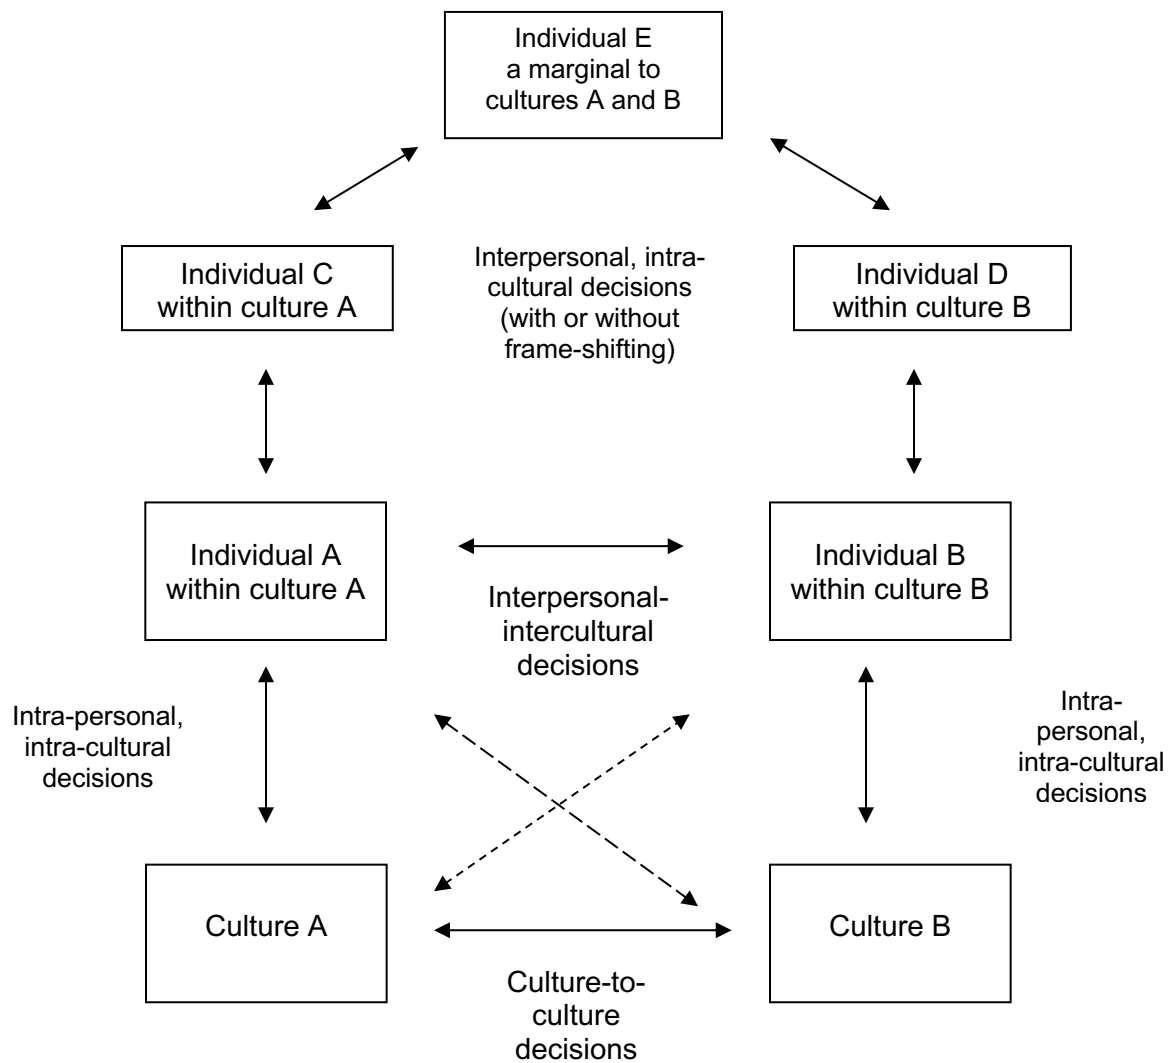 Individual E
a marginal to
cultures A and B
Individual C
within culture A
Interpersonal, intra-
cultural decisions
(with or without
frame-shifting)
Individual D
within culture B
Individual A
within culture A
Individual B
within culture B
Interpersonal-
intercultural
decisions
Intra-personal,
intra-cultural
decisions
Intra-
personal,
intra-cultural
decisions
Culture A
Culture B
Culture-to-
culture
decisions